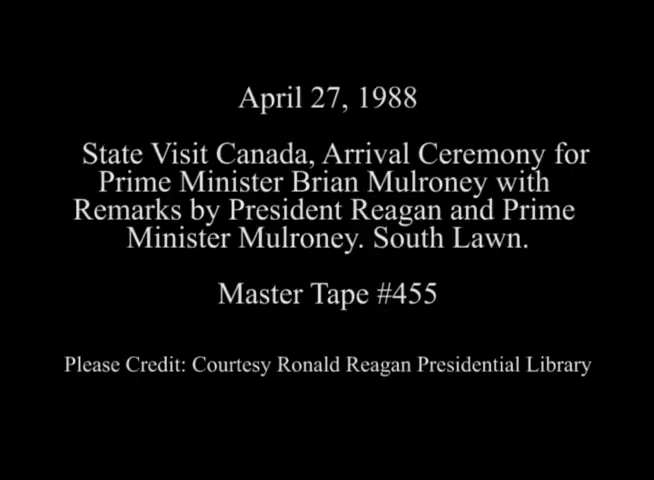 April 27, 1988
State Visit Canada, Arrival Ceremony for
Prime Minister Brian Mulroney with
Remarks by President Reagan and Prime
Minister Mulroney. South Lawn.
Master Tape #455
Please Credit: Courtesy Ronald Reagan Presidential Library